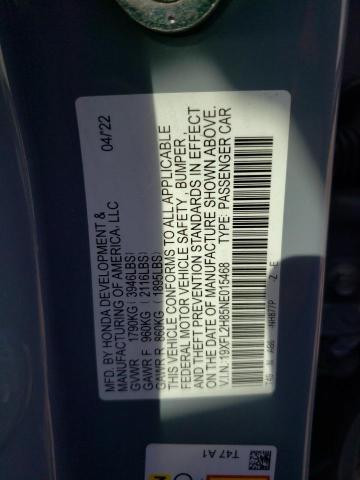 MFD. BY HONDA DEVELOPMENT & 04/22
MANUFACTURING OF AMERICA, LLC
GVWR 1790KG(3946LBS)
GAWR F 960KG(2116LBS)
GAWR R 860KG(1895LBS)
THIS VEHICLE CONFORMS TO ALL APPLICABLE
FEDERAL MOTOR VEHICLE SAFETY, BUMPER,
AND THEFT PREVENTION STANDARDS IN EFFECT
ON THE DATE OF MANUFACTURE SHOWN ABOVE.
V.I.N. :19XFL2H85NE015468 TYPE: PASSENGER CAR
NH877P Z E
T47 A1